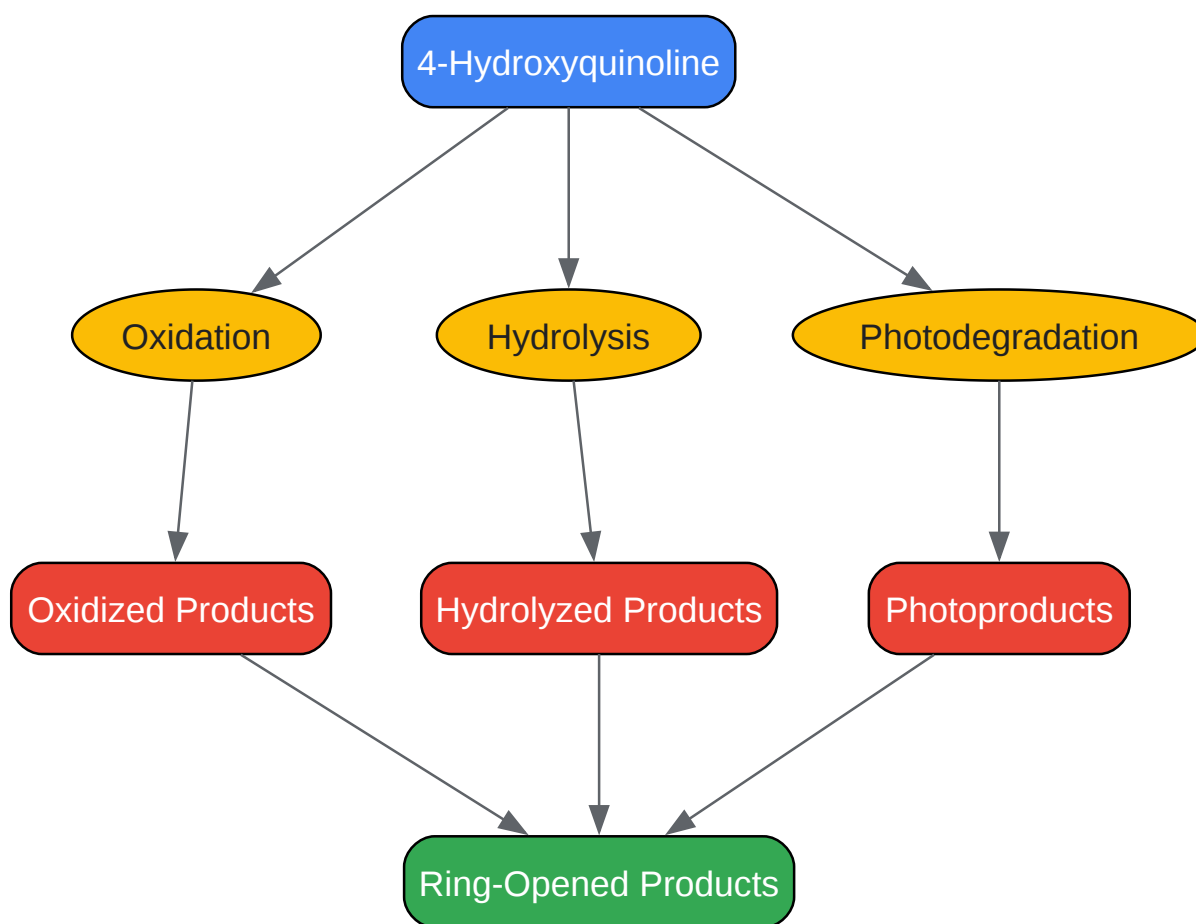 4-Hydroxyquinoline
Oxidation
Hydrolysis
Photodegradation
Oxidized Products
Hydrolyzed Products
Photoproducts
Ring-Opened Products